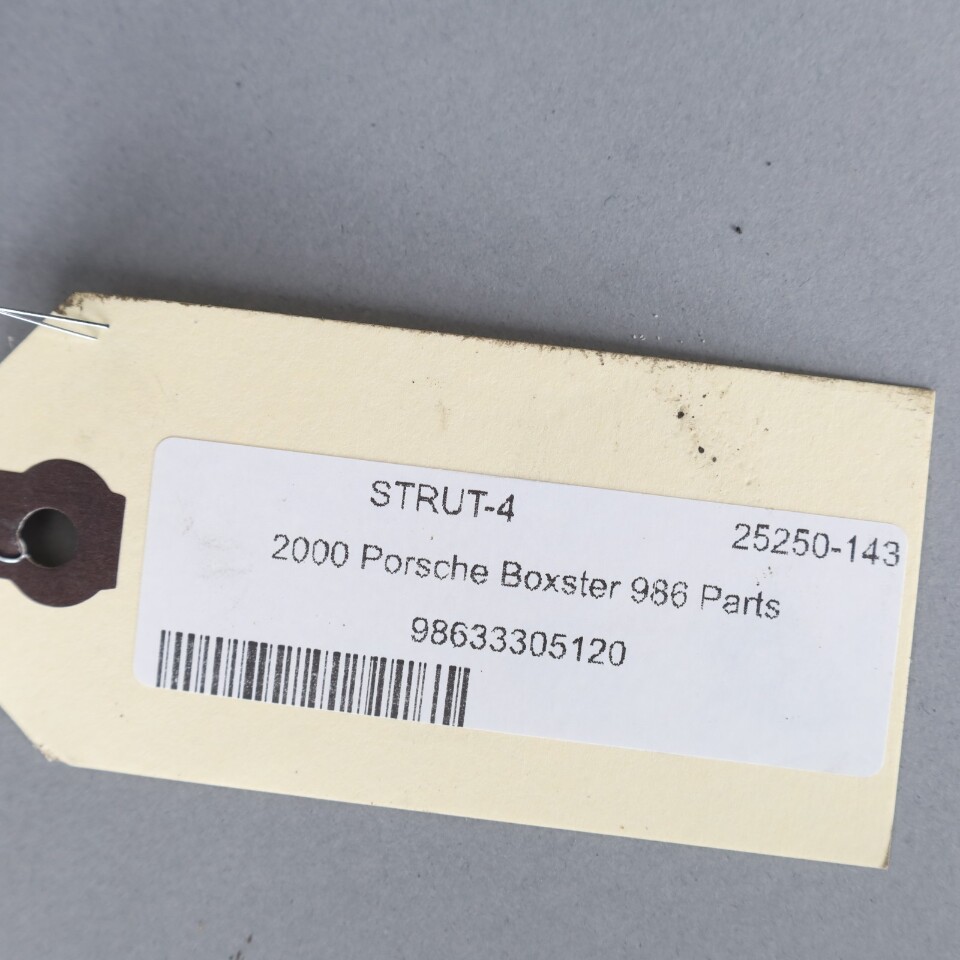 STRUT-4
25250-143
2000 Porsche Boxster 986 Parts
98633305120